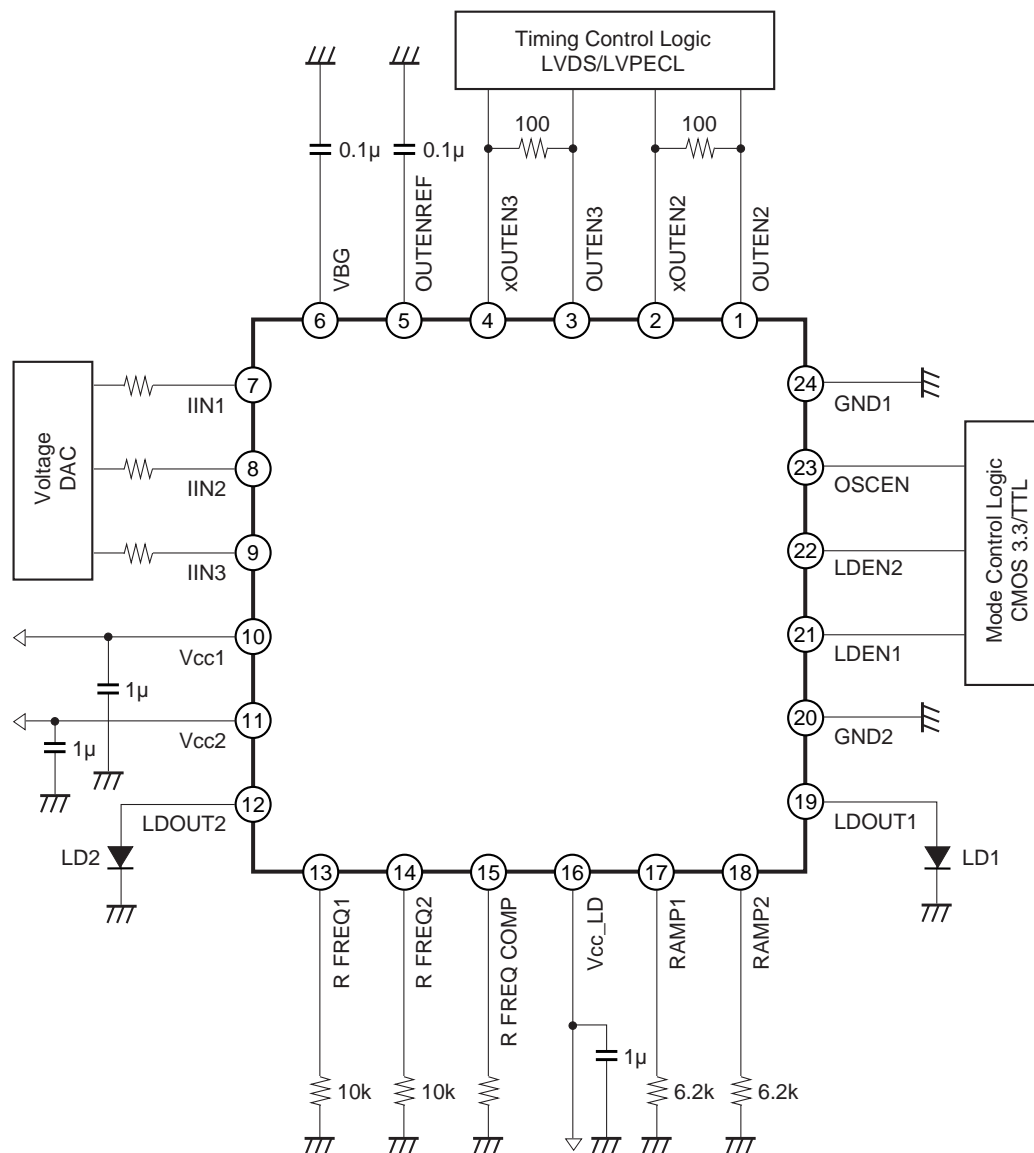 Timing Control Logic
LVDS/LVPECL
100
100
0.1µ
0.1µ
VBG
OUTENREF
xOUTEN3
OUTEN3
xOUTEN2
OUTEN2
6
5
4
3
2
1
Voltage
DAC
7
IIN1
8
IIN2
9
IIN3
10
Vcc1
1µ
11
Vcc2
1µ
12
LDOUT2
LD2
24
GND1
23
OSCEN
22
LDEN2
21
LDEN1
Mode Control Logic
CMOS 3.3/TTL
20
GND2
19
LDOUT1
LD1
13
14
15
16
17
18
R FREQ1
R FREQ2
R FREQ COMP
Vcc_LD
RAMP1
RAMP2
10k
10k
1µ
6.2k
6.2k